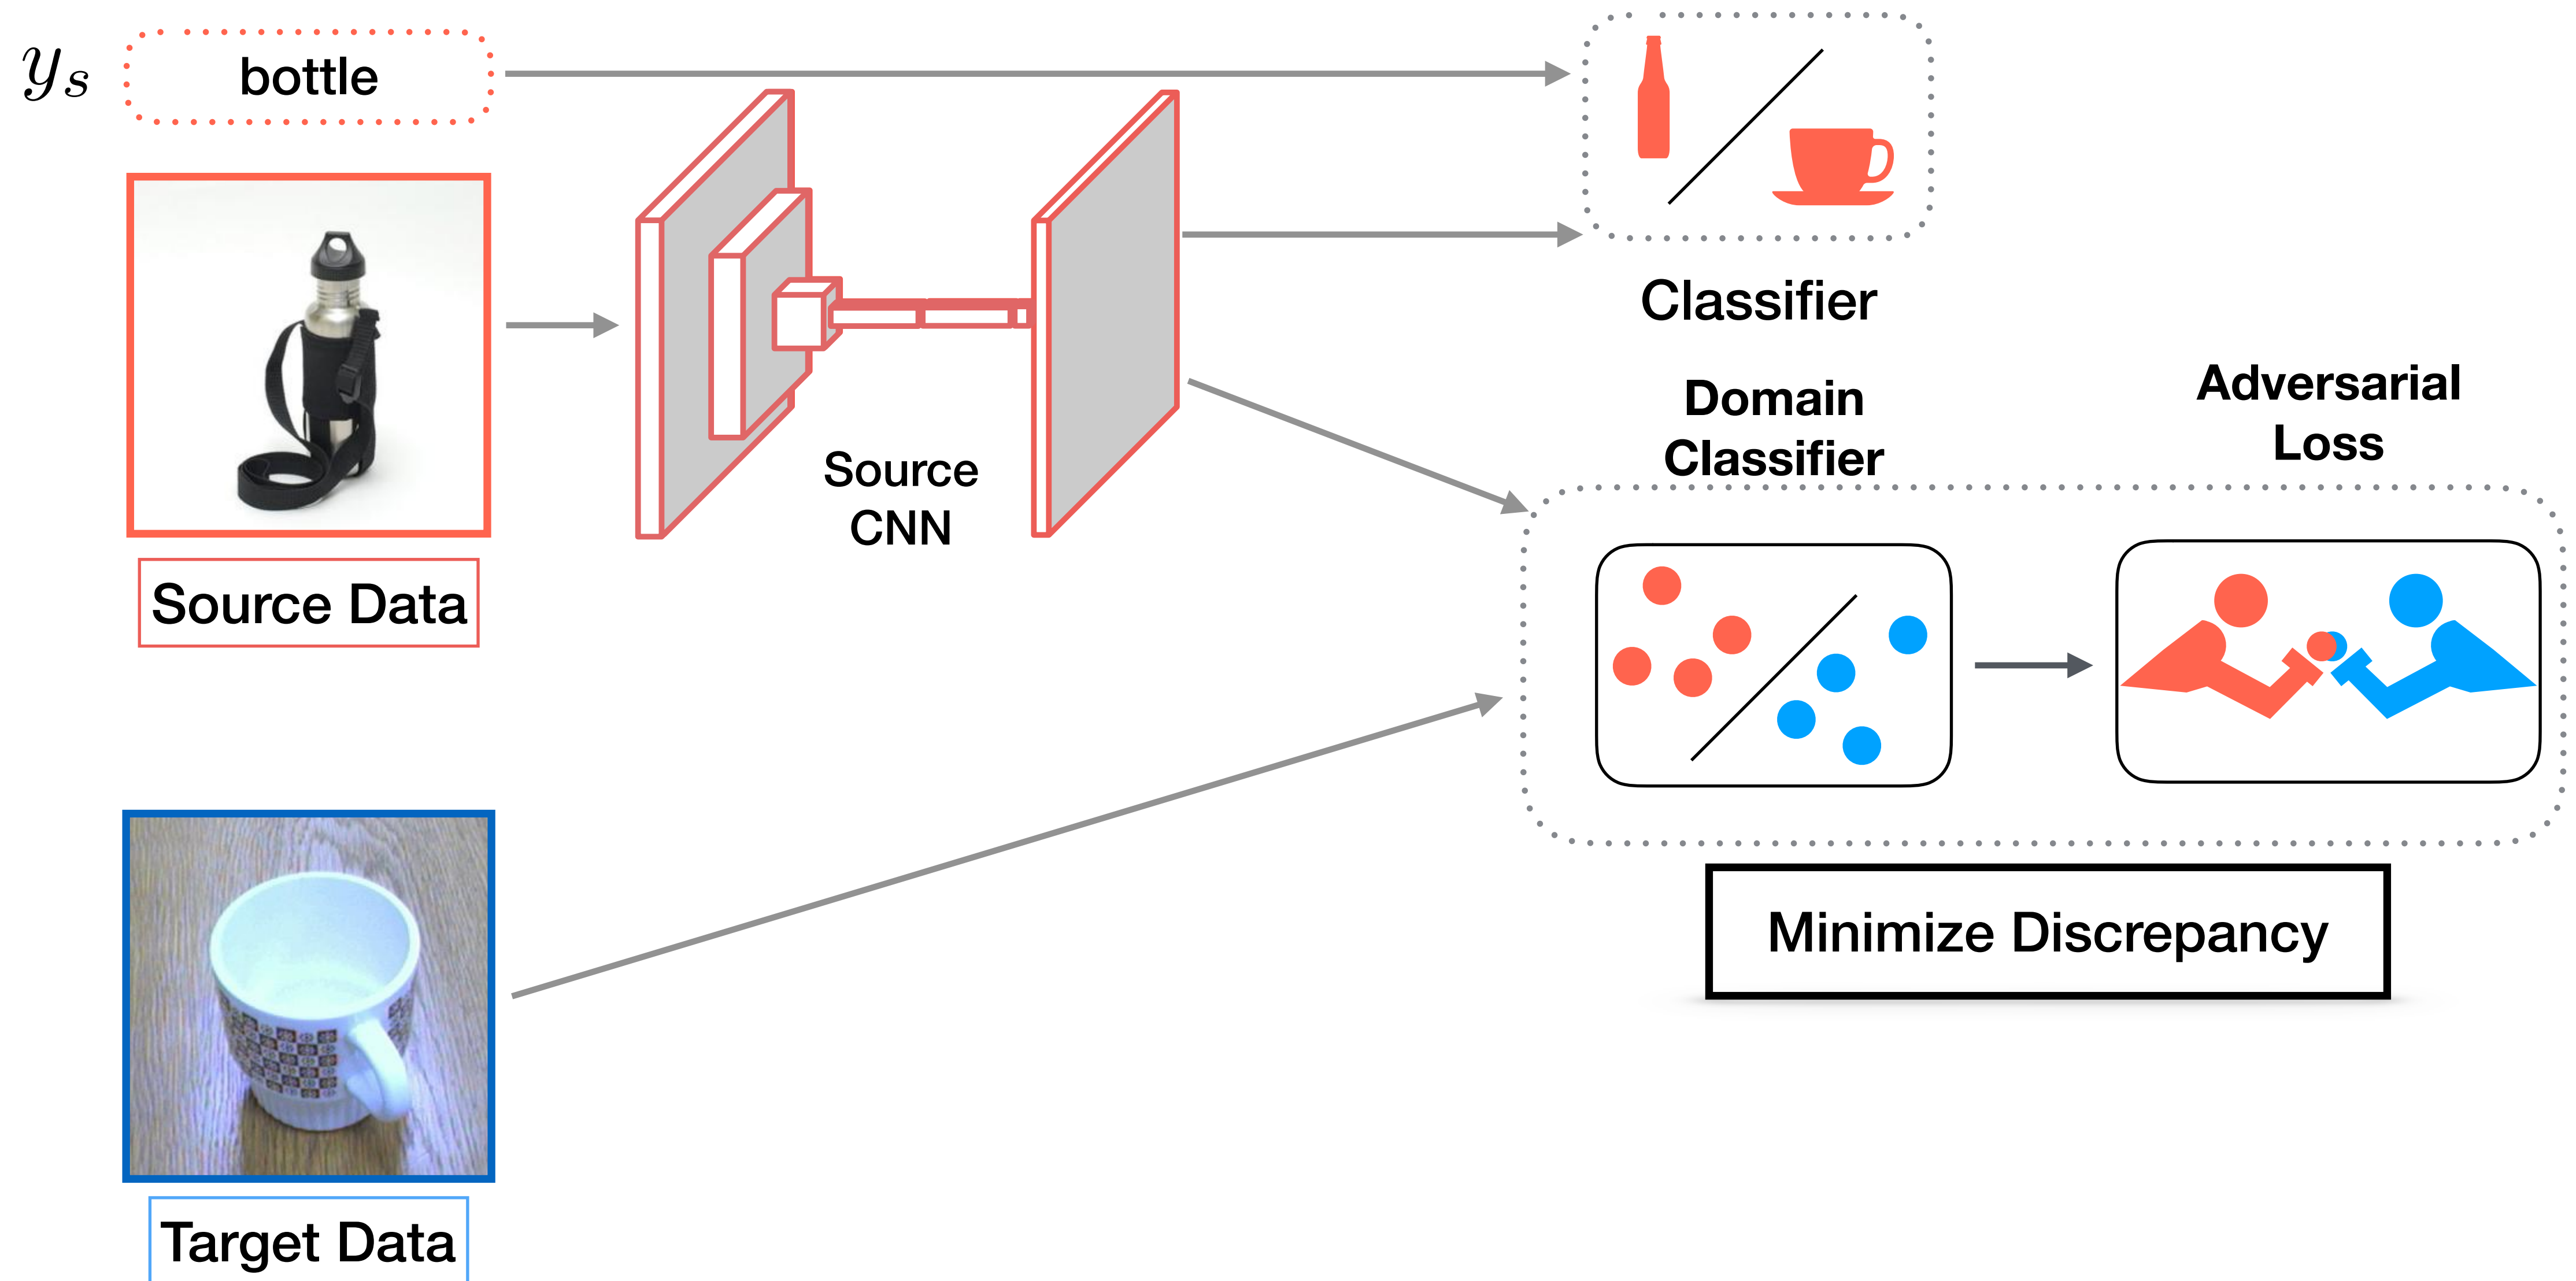 y_s
bottle
Source Data
Source
CNN
Classifier
Domain
Classifier
Adversarial
Loss
Minimize Discrepancy
Target Data